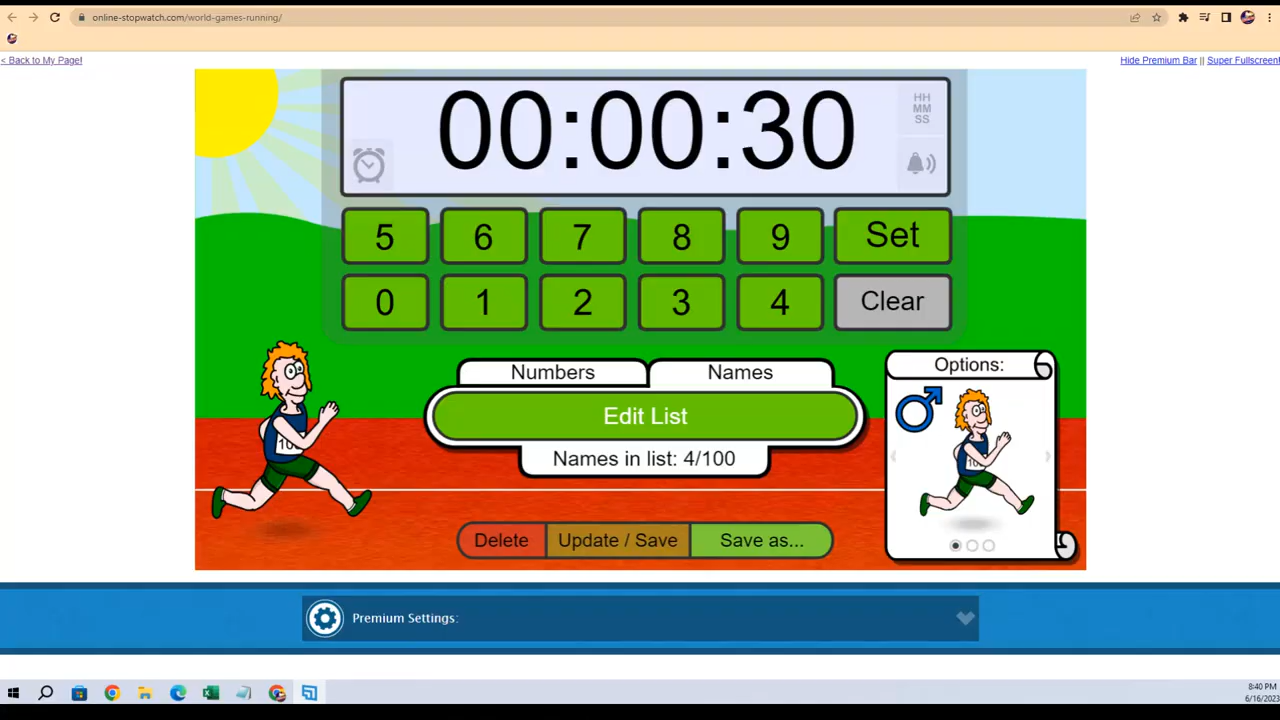 online-stopwatch.com/world-games-running/
< Back to My Page!
Hide Premium Bar || Super Fullscreen!
00:00:30
HH
MM
SS
5 6 7 8 9 Set
0 1 2 3 4 Clear
Numbers Names
Edit List
Names in list: 4/100
Options:
Delete Update / Save Save as...
Premium Settings:
8:40 PM
6/16/2023